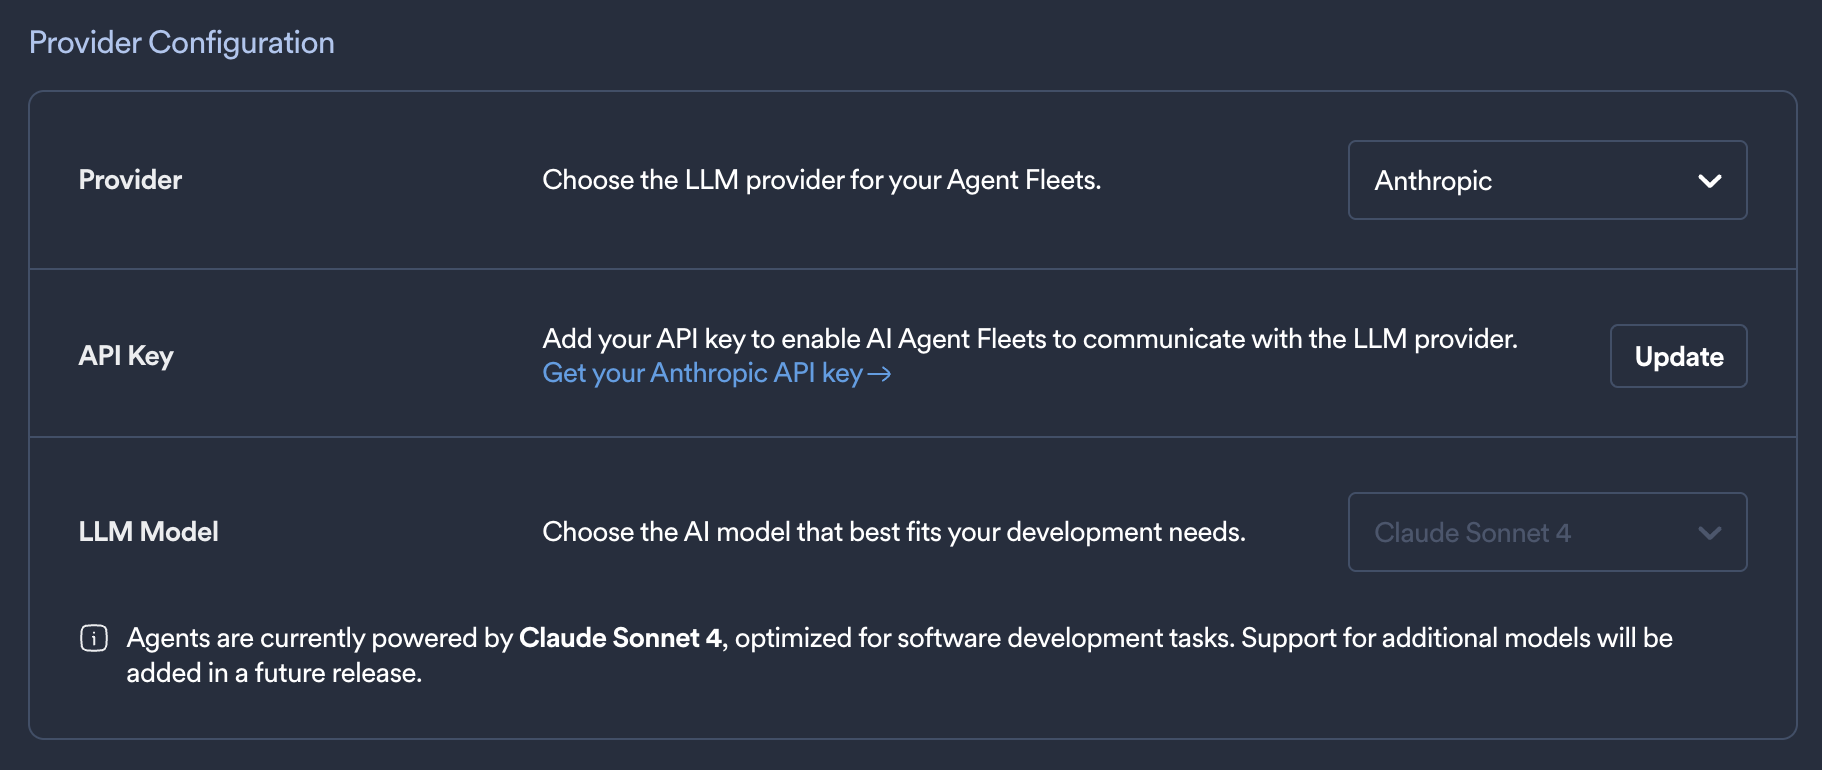 Provider Configuration
Provider
Choose the LLM provider for your Agent Fleets.
Anthropic
API Key
Add your API key to enable AI Agent Fleets to communicate with the LLM provider.
Get your Anthropic API key→
Update
LLM Model
Choose the AI model that best fits your development needs.
Claude Sonnet 4
Agents are currently powered by Claude Sonnet 4, optimized for software development tasks. Support for additional models will be
added in a future release.